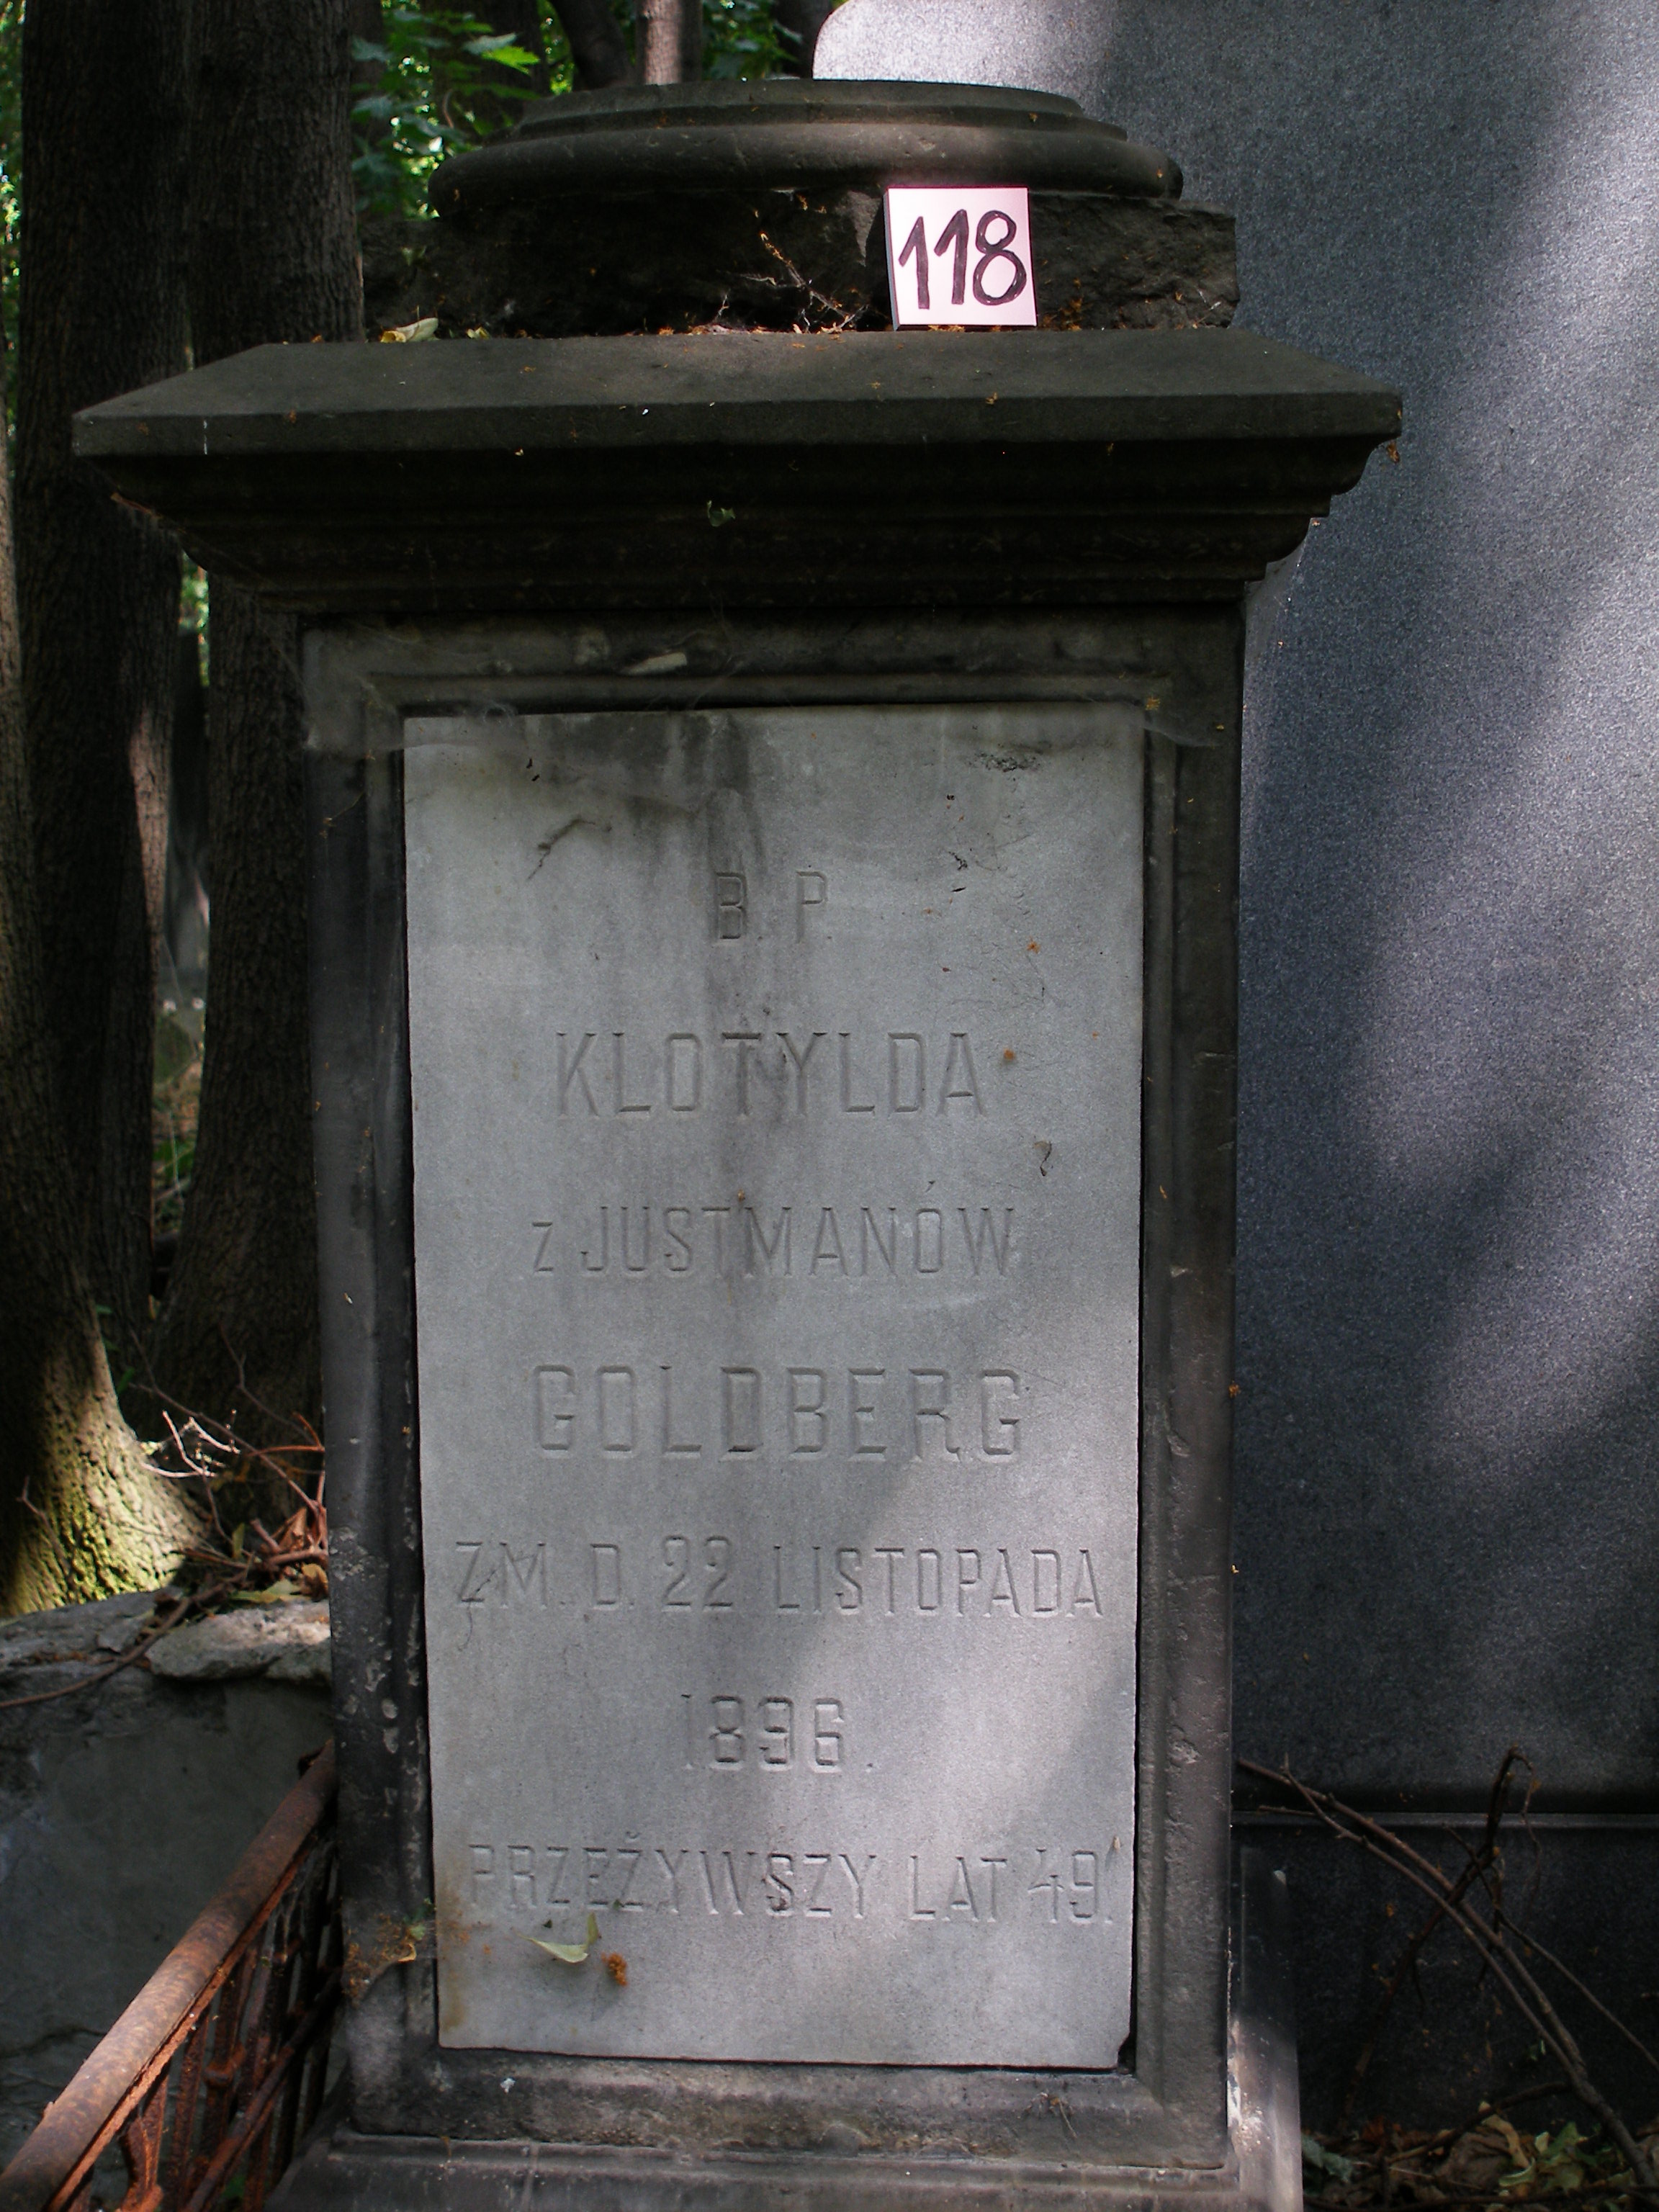 118
B. P.
KLOTYLDA
z JUSTMANÓW
GOLDBERG
ZM. D. 22 LISTOPADA
1896.
PRZEŻYWSZY LAT 49.